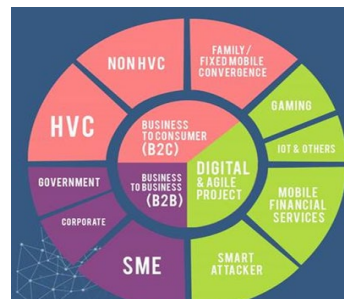 NON HVC
FAMILY /
FIXED MOBILE
CONVERGENCE
HVC
GAMING
BUSINESS
TO CONSUMER
(B2C)
IOT & OTHERS
DIGITAL
& AGILE
PROJECT
GOVERNMENT
BUSINESS
TO BUSINESS
(B2B)
MOBILE
FINANCIAL
SERVICES
CORPORATE
SME
SMART
ATTACKER